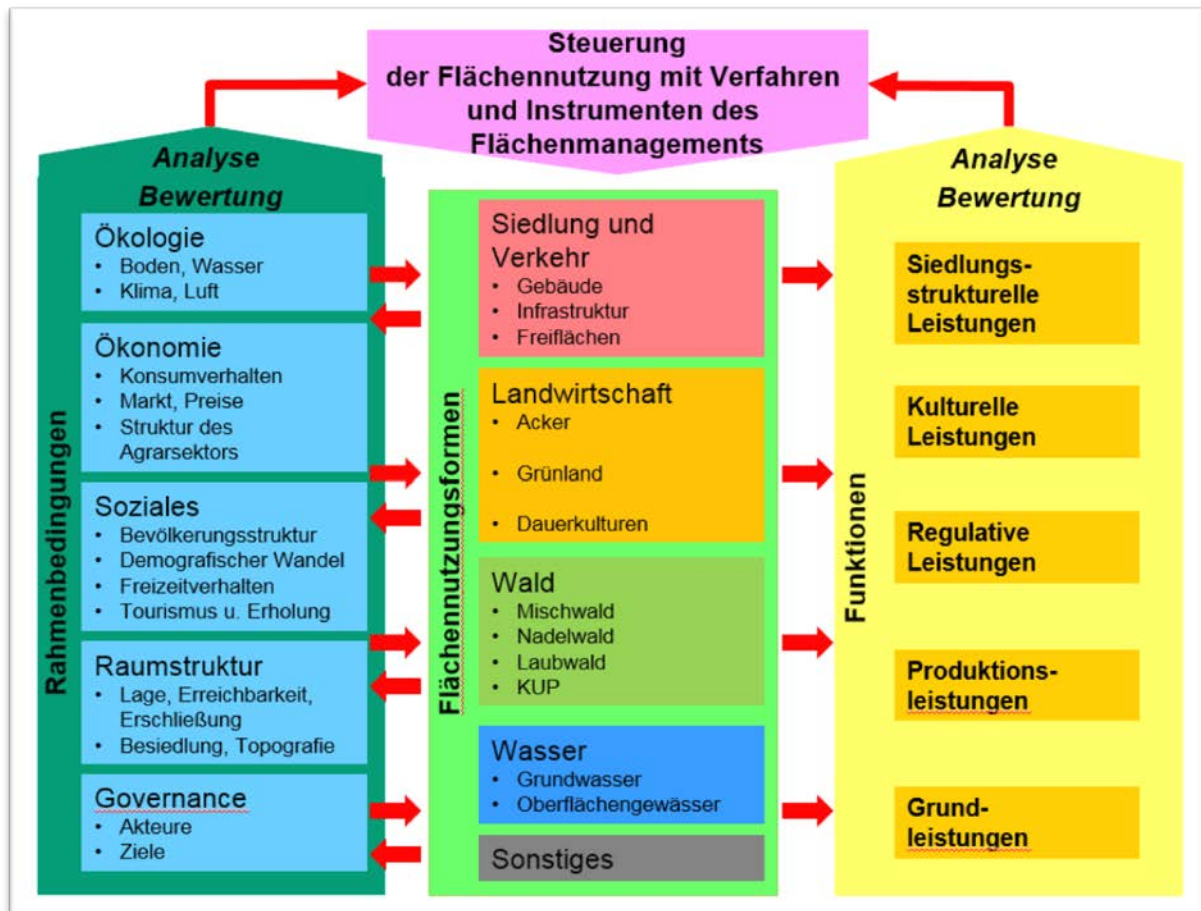 Steuerung
der Flächennutzung mit Verfahren
und Instrumenten des
Flächenmanagements
Analyse
Bewertung
Rahmenbedingungen
Ökologie
• Boden, Wasser
• Klima, Luft
Ökonomie
• Konsumverhalten
• Markt, Preise
• Struktur des
Agrarsektors
Soziales
• Bevölkerungsstruktur
• Demografischer Wandel
• Freizeitverhalten
• Tourismus u. Erholung
Raumstruktur
• Lage, Erreichbarkeit,
Erschließung
• Besiedlung, Topografie
Governance
• Akteure
• Ziele
Flächennutzungsformen
Siedlung und
Verkehr
• Gebäude
• Infrastruktur
• Freiflächen
Landwirtschaft
• Acker
• Grünland
• Dauerkulturen
Wald
• Mischwald
• Nadelwald
• Laubwald
• KUP
Wasser
• Grundwasser
• Oberflächengewässer
Sonstiges
Analyse
Bewertung
Funktionen
Siedlungs-
strukturelle
Leistungen
Kulturelle
Leistungen
Regulative
Leistungen
Produktions-
leistungen
Grund-
leistungen